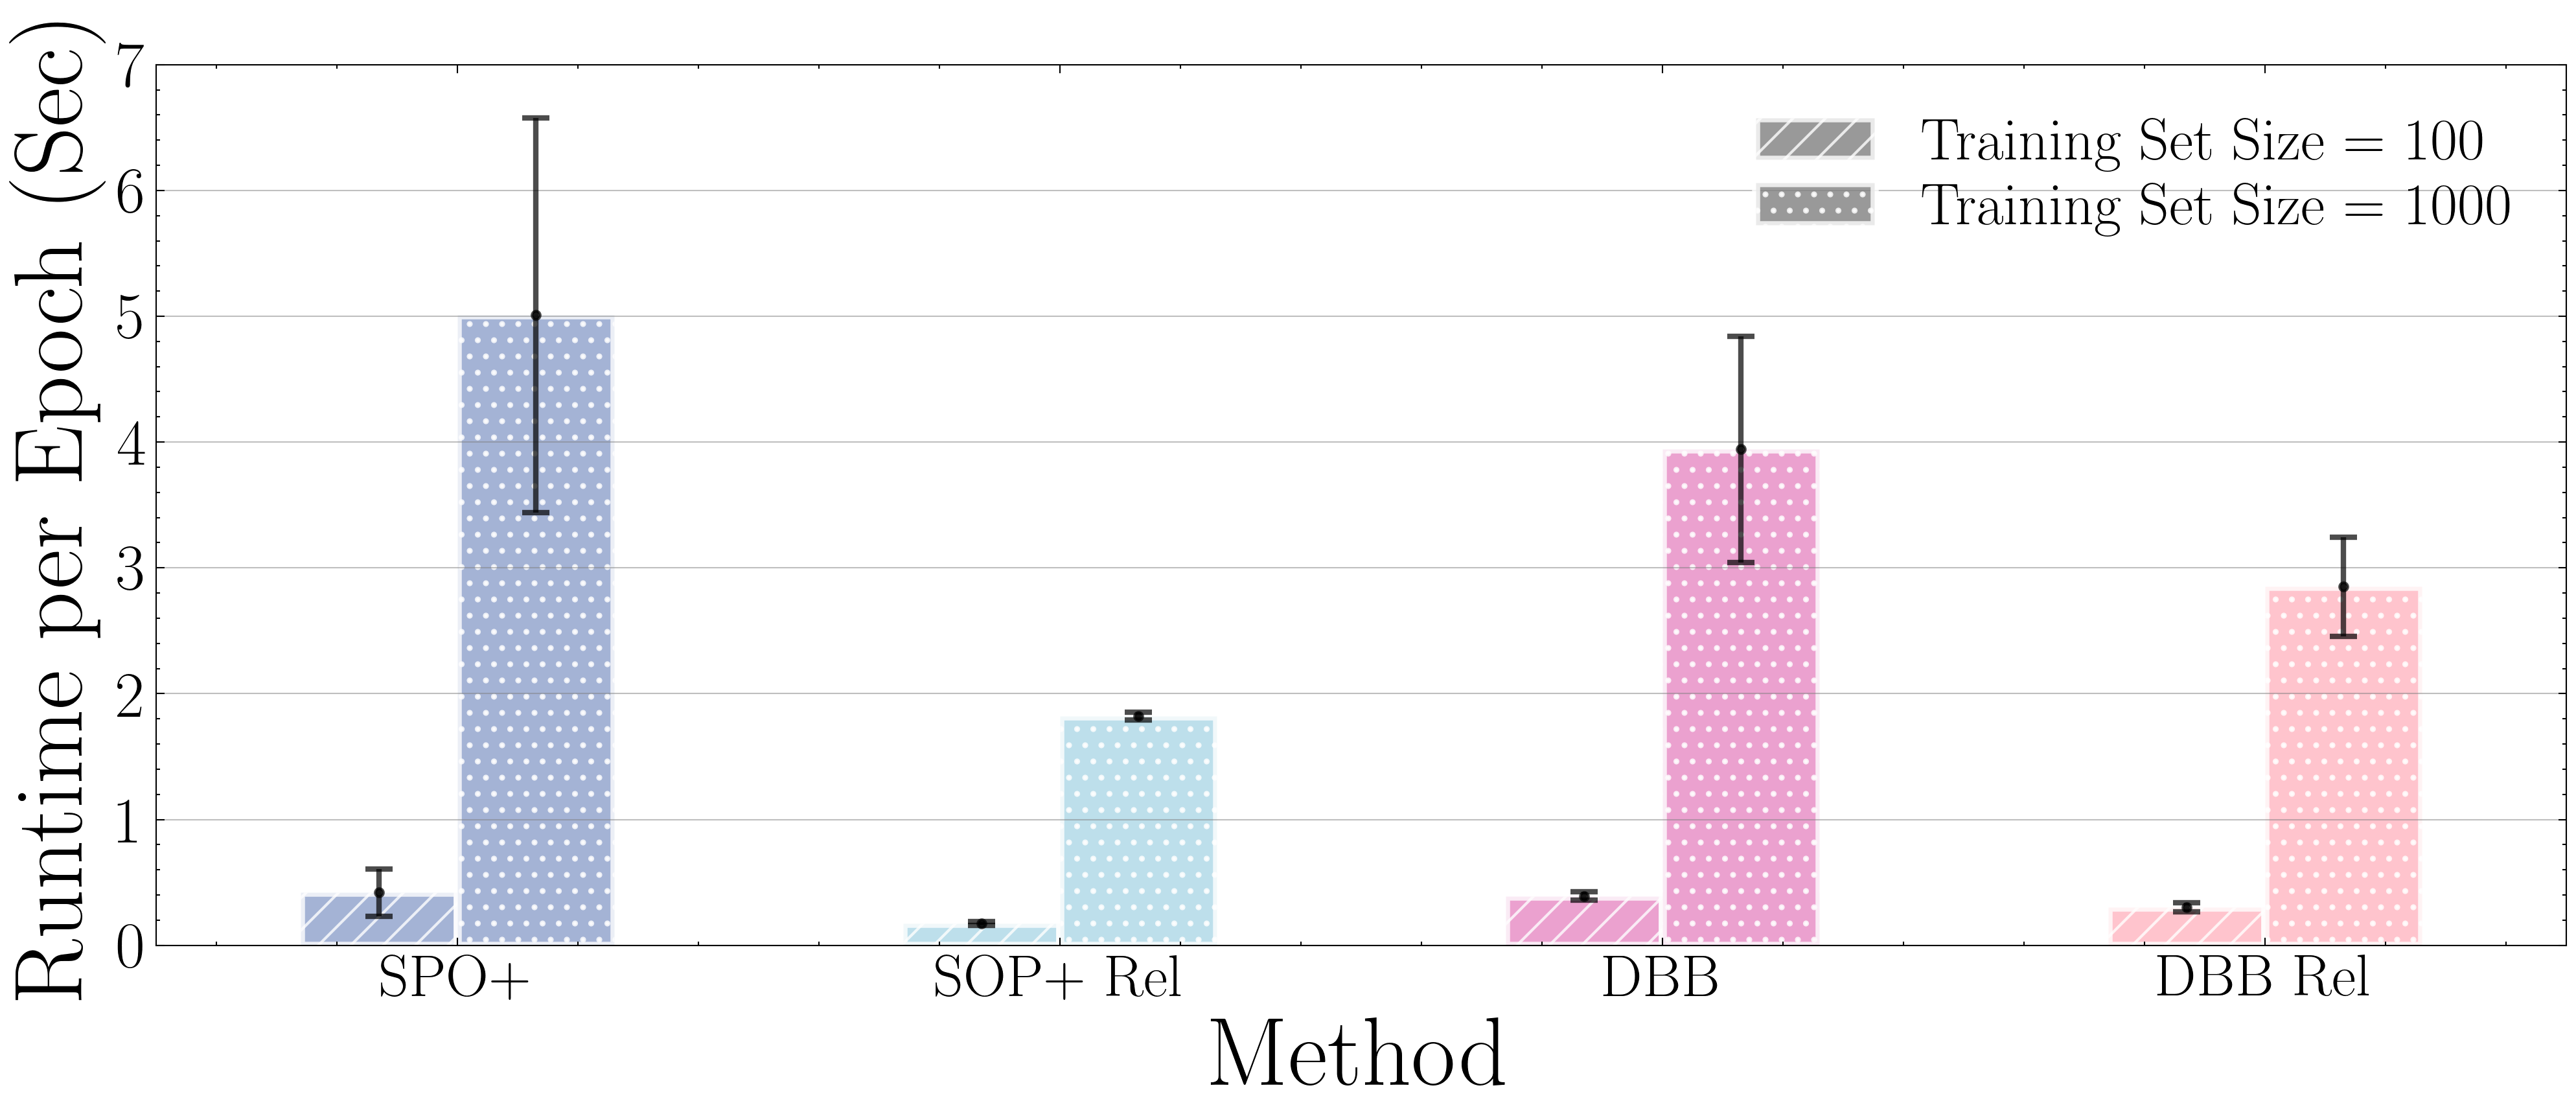 Runtime per Epoch (Sec)
7
6
5
4
3
2
1
0
Training Set Size = 100
Training Set Size = 1000
SPO+ SOP+ Rel DBB DBB Rel
Method